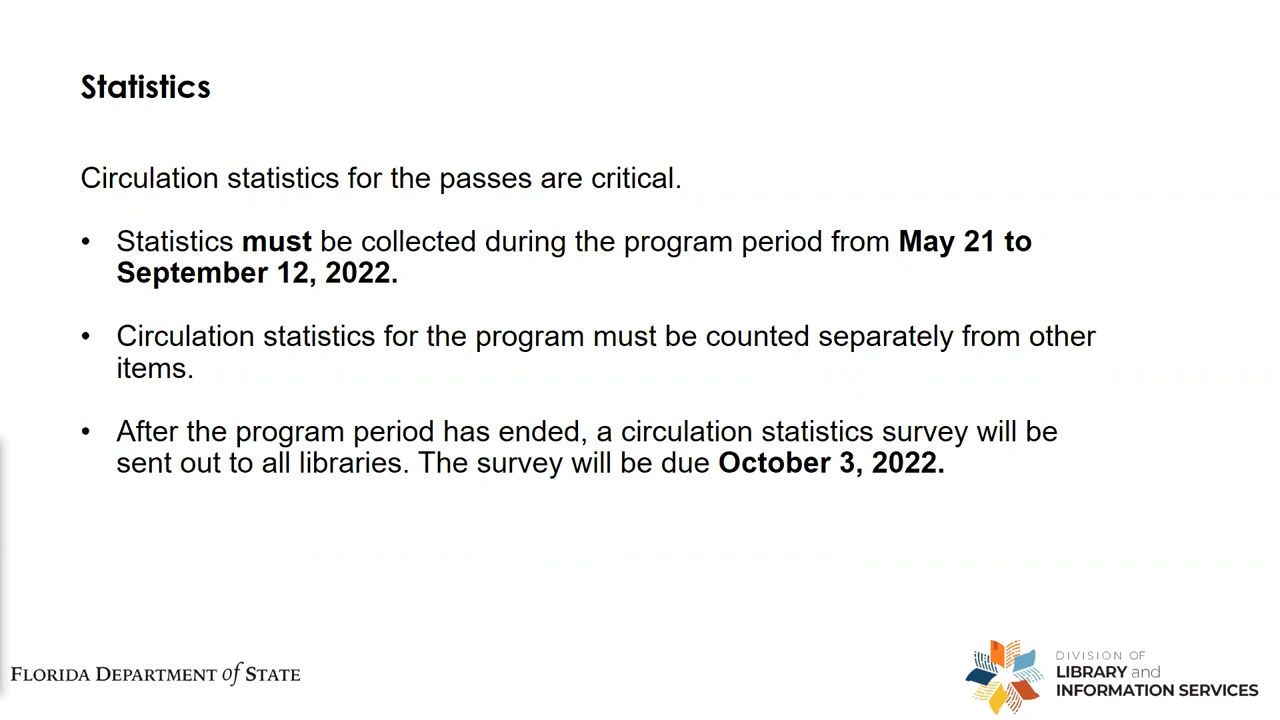 Statistics
Circulation statistics for the passes are critical.
• Statistics must be collected during the program period from May 21 to
September 12, 2022.
• Circulation statistics for the program must be counted separately from other
items.
• After the program period has ended, a circulation statistics survey will be
sent out to all libraries. The survey will be due October 3, 2022.
FLORIDA DEPARTMENT of STATE
DIVISION OF
LIBRARY and
INFORMATION SERVICES